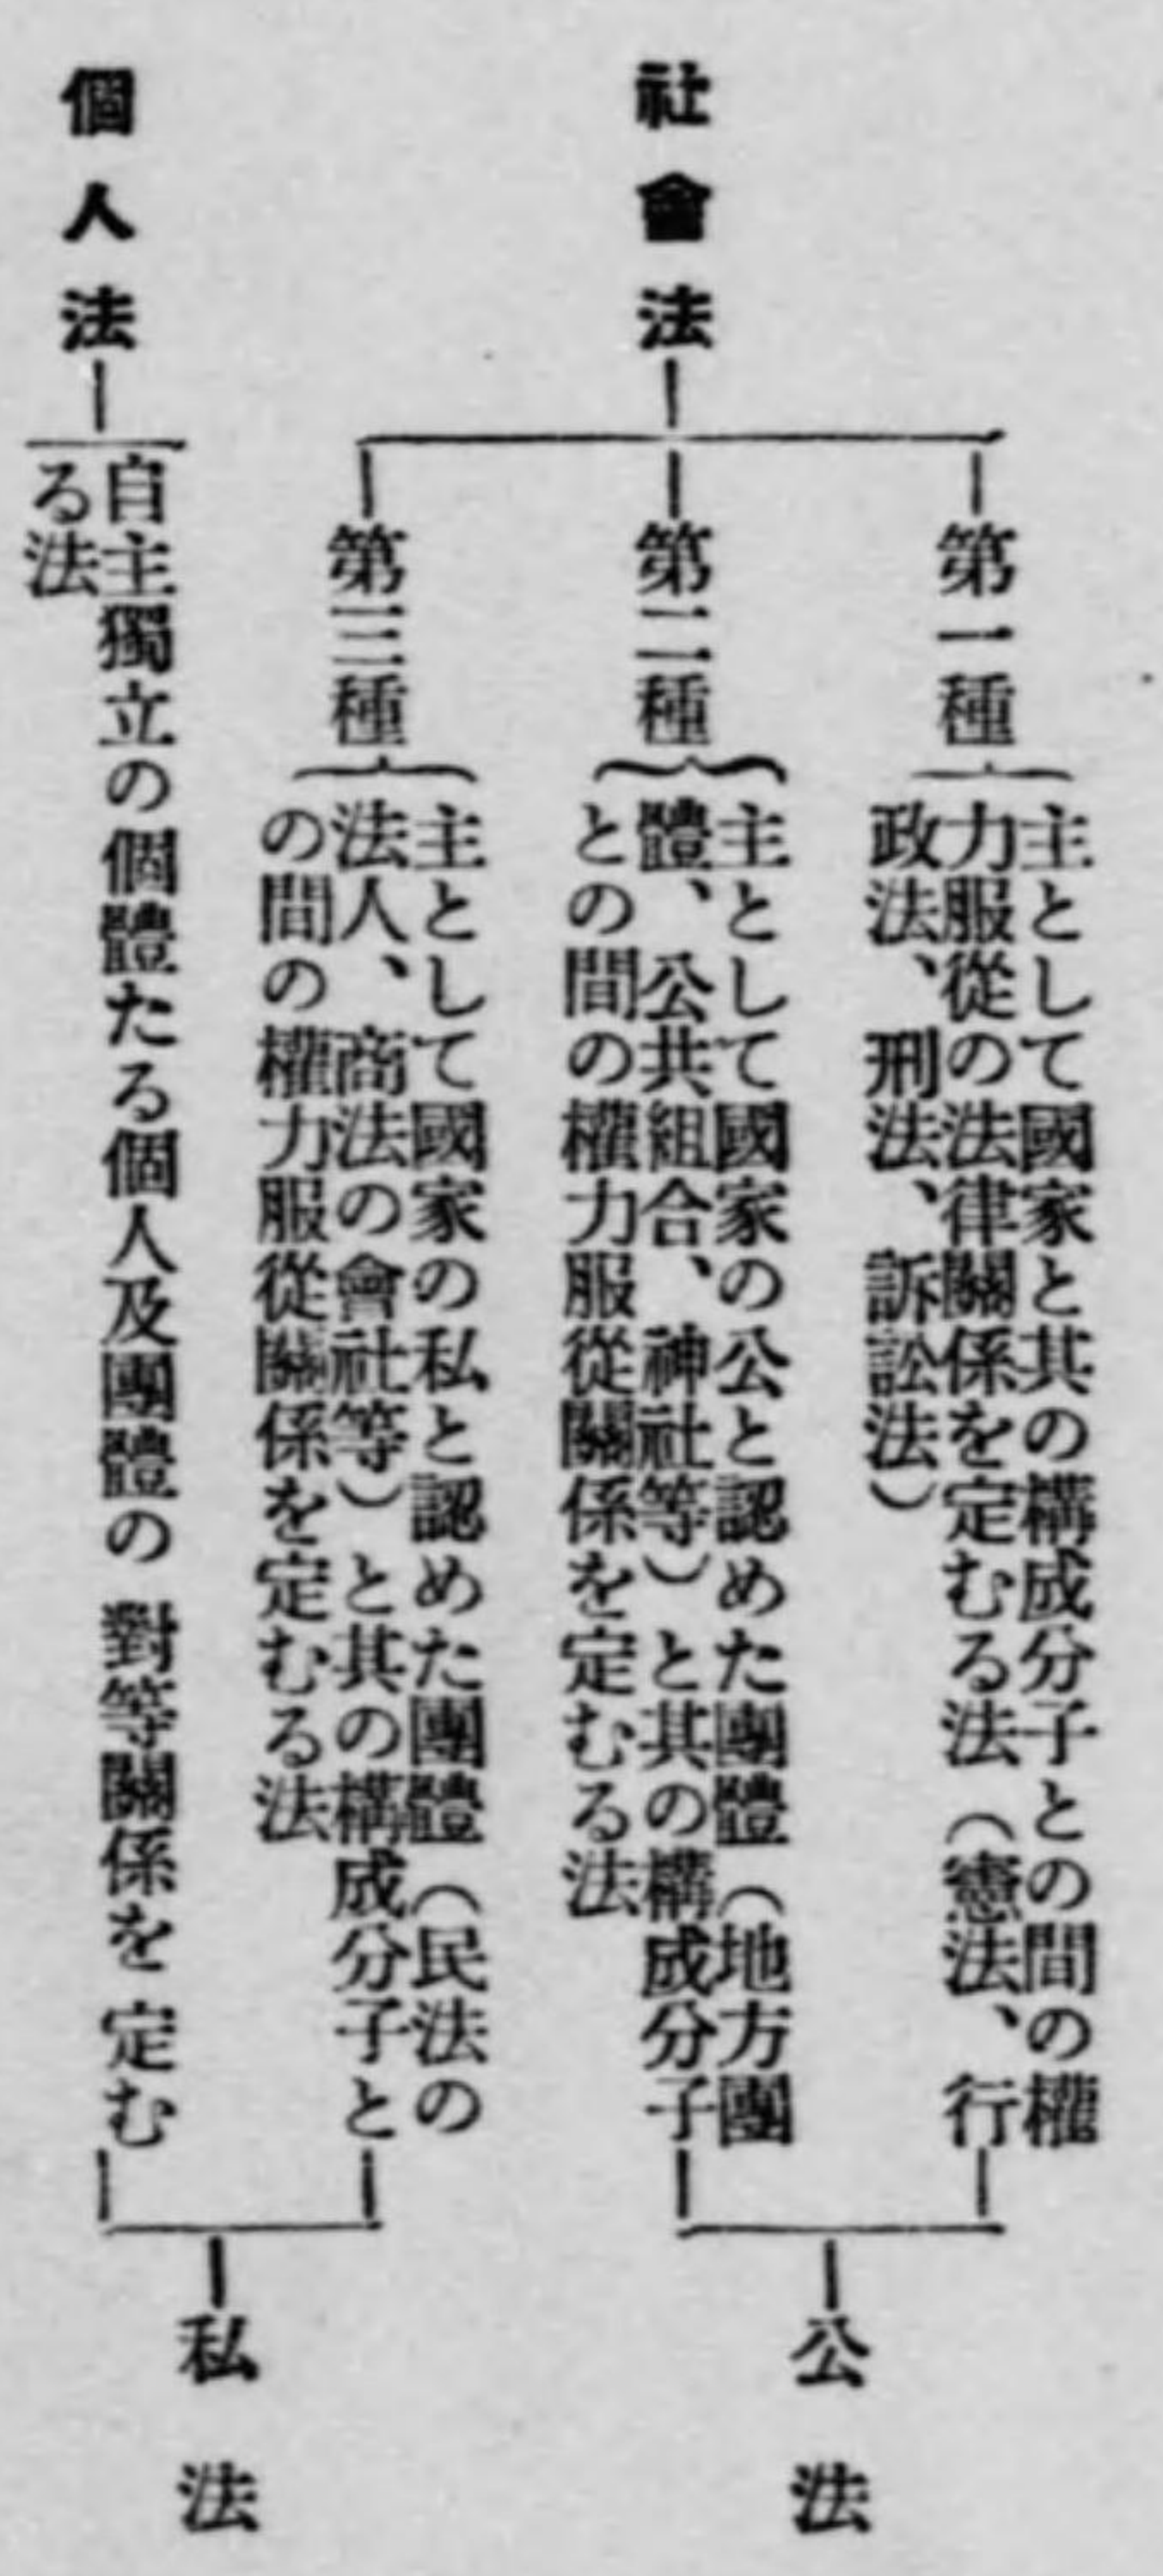 社會法
第一種
主として國家と其の構成分子との間の權
力服從の法律關係を定むる法（憲法、行
政法、刑法、訴訟法）
第二種
主として國家の公と認めた團體（地方團
體、公共組合、神社等）と其の構成分子
との間の權力服從關係を定むる法
公法
第三種
主として國家の私と認めた團體（民法の
法人、商法の會社等）と其の構成分子と
の間の權力服從關係を定むる法
個人法
自主獨立の個體たる個人及團體の對等關係を定む
る法
私法